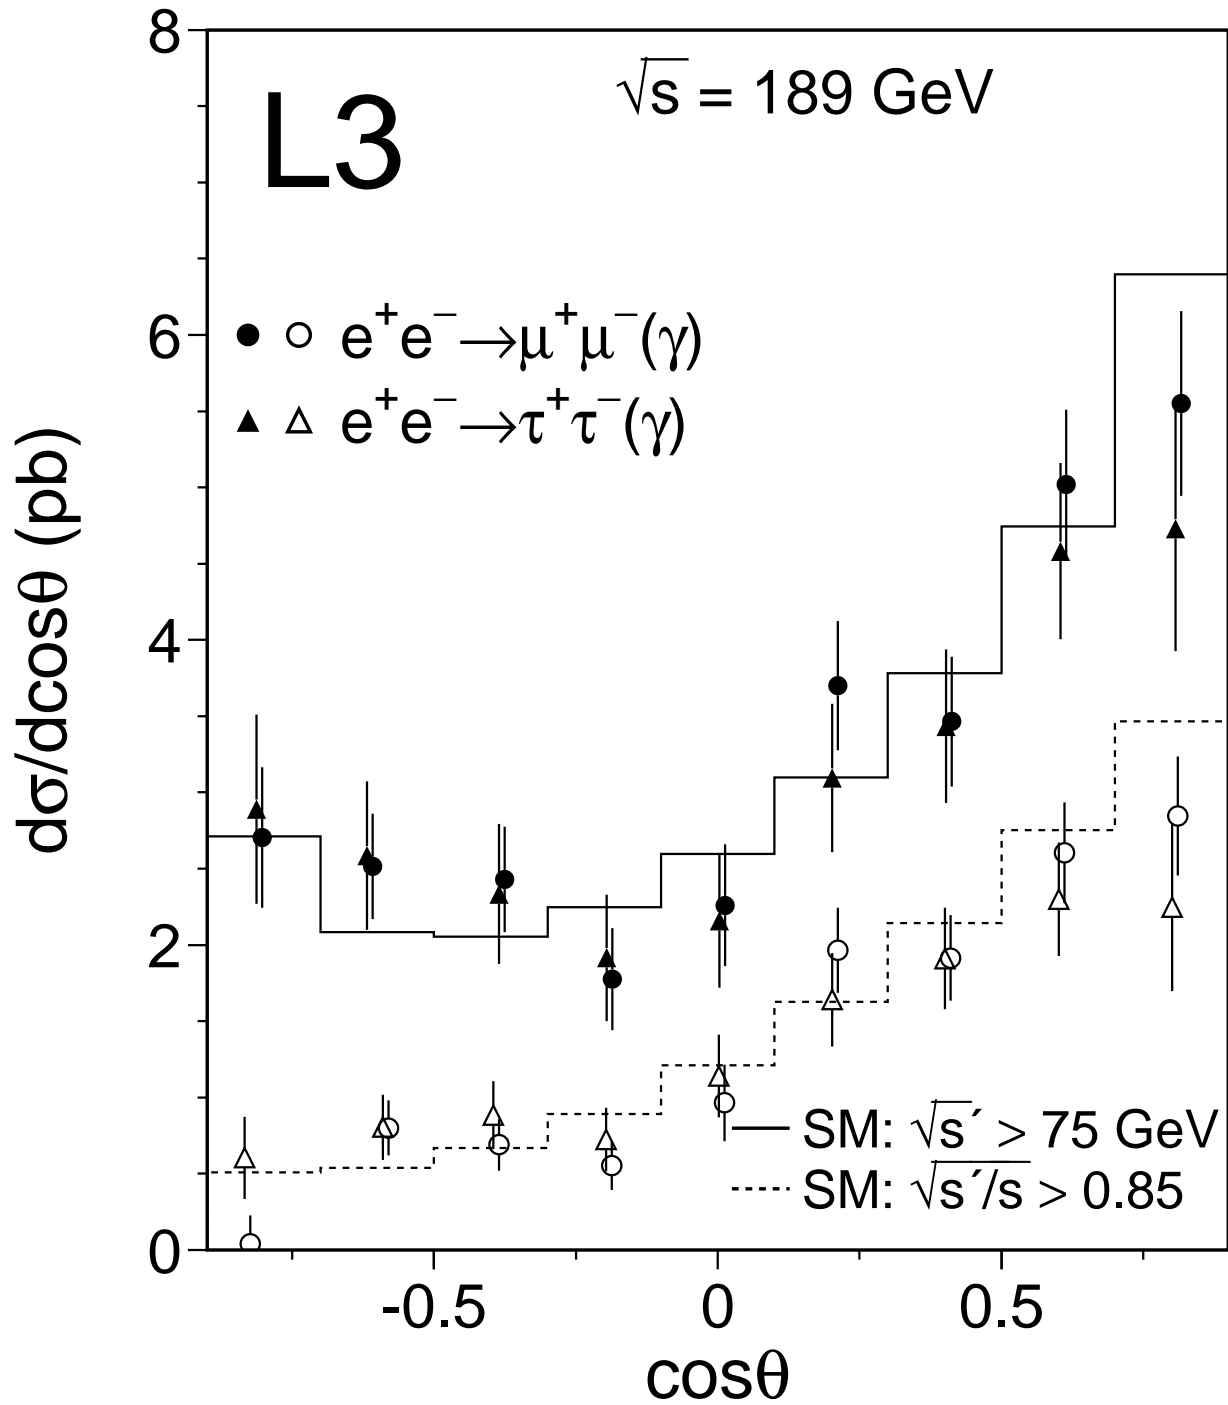 8
6
4
2
0
dσ/dcosθ (pb)
L3
√s = 189 GeV
e⁺e⁻→μ⁺μ⁻(γ)
e⁺e⁻→τ⁺τ⁻(γ)
SM: √s´ > 75 GeV
SM: √s´/s > 0.85
-0.5
0
0.5
cosθ